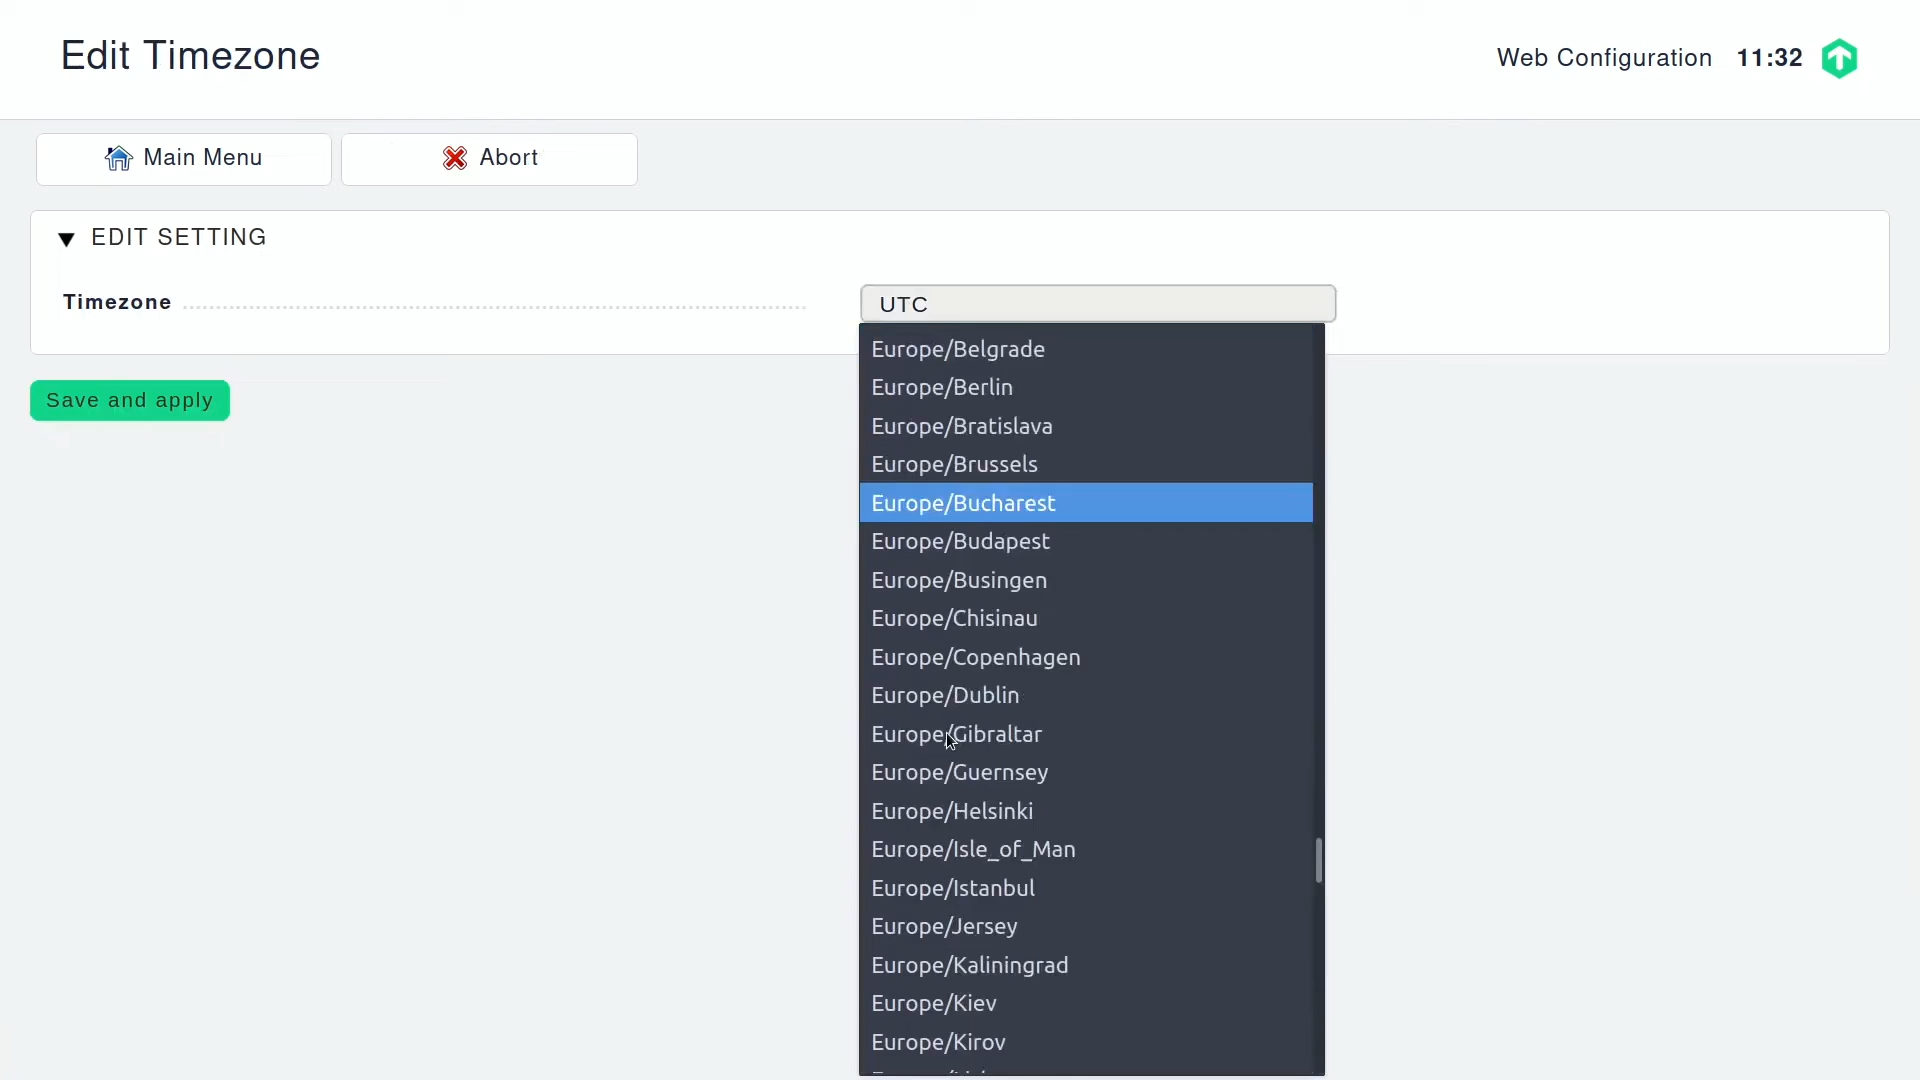 Edit Timezone
Web Configuration 11:32
Main Menu
Abort
EDIT SETTING
Timezone
UTC
Europe/Belgrade
Europe/Berlin
Europe/Bratislava
Europe/Brussels
Europe/Bucharest
Europe/Budapest
Europe/Busingen
Europe/Chisinau
Europe/Copenhagen
Europe/Dublin
Europe/Gibraltar
Europe/Guernsey
Europe/Helsinki
Europe/Isle_of_Man
Europe/Istanbul
Europe/Jersey
Europe/Kaliningrad
Europe/Kiev
Europe/Kirov
Save and apply